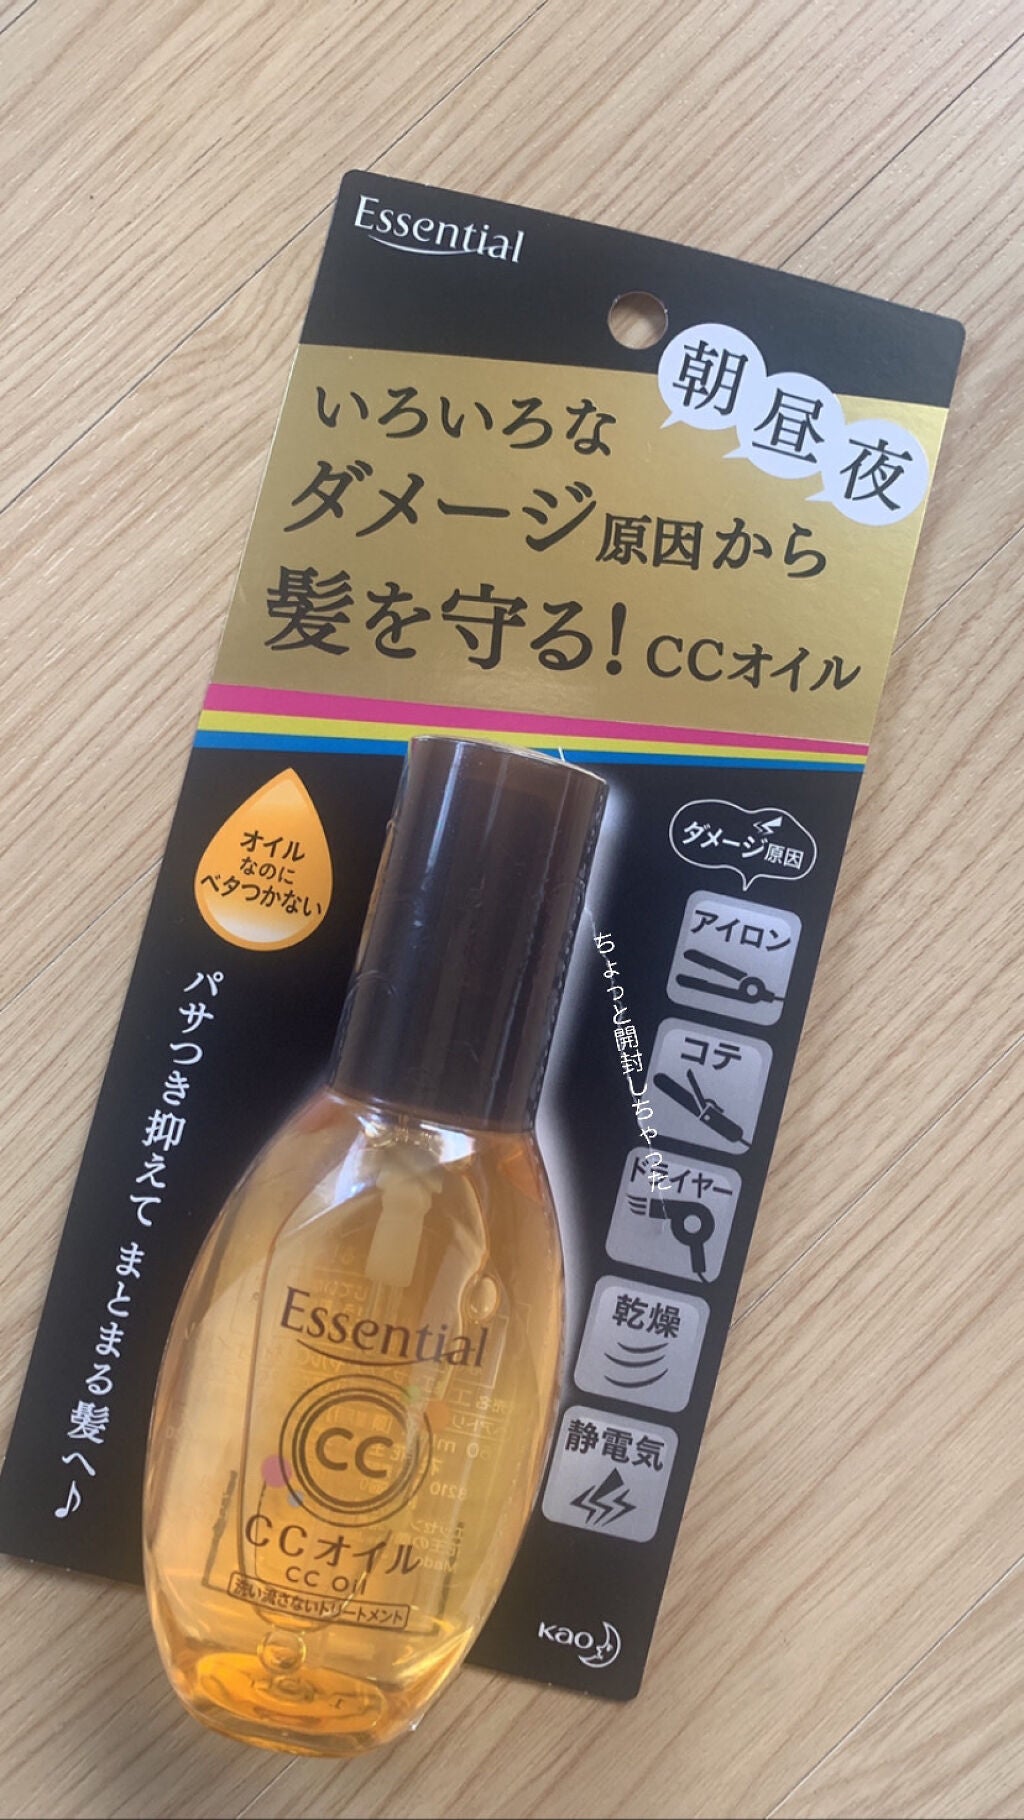 Essential
朝
昼
夜
いろいろな
ダメージ原因から
髪を守る!CCオイル
オイル
なのに
ベタつかない
パサつき抑えて まとまる髪へ♪
ダメージ原因
アイロン
コテ
ドライヤー
乾燥
静電気
ちょっと開封しちゃった
Essential
CC
CCオイル
CC Oil
洗い流さないトリートメント
Kao